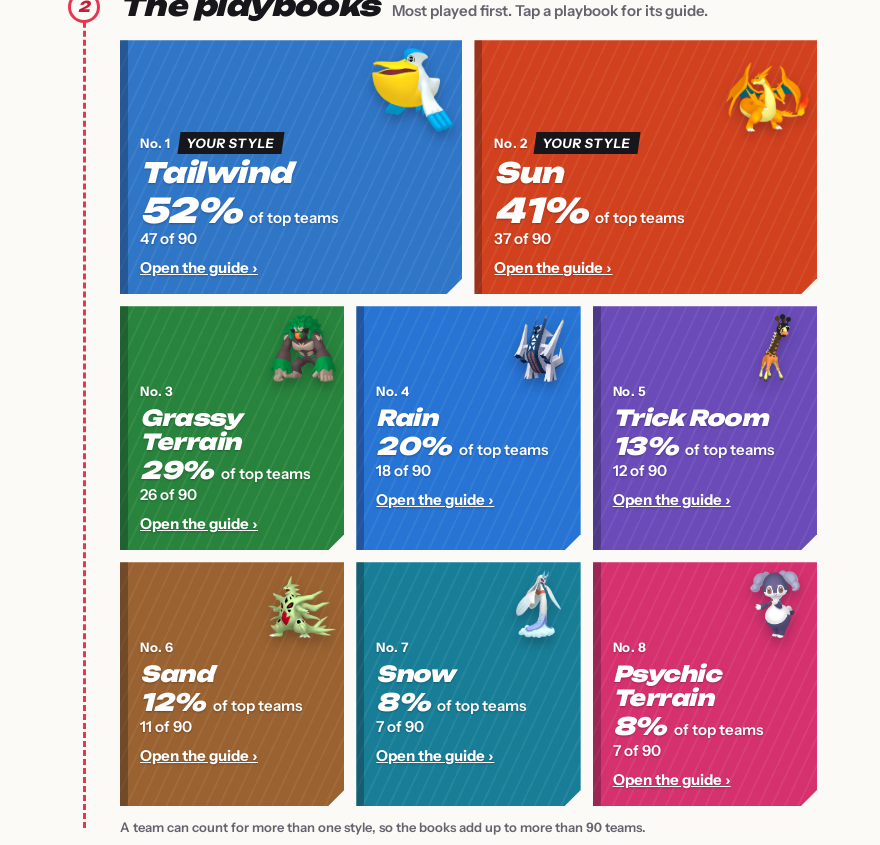 2
The playbooks Most played first. Tap a playbook for its guide.
No. 1 YOUR STYLE
Tailwind
52% of top teams
47 of 90
Open the guide ›
No. 2 YOUR STYLE
Sun
41% of top teams
37 of 90
Open the guide ›
No. 3
Grassy
Terrain
29% of top teams
26 of 90
Open the guide ›
No. 4
Rain
20% of top teams
18 of 90
Open the guide ›
No. 5
Trick Room
13% of top teams
12 of 90
Open the guide ›
No. 6
Sand
12% of top teams
11 of 90
Open the guide ›
No. 7
Snow
8% of top teams
7 of 90
Open the guide ›
No. 8
Psychic
Terrain
8% of top teams
7 of 90
Open the guide ›
A team can count for more than one style, so the books add up to more than 90 teams.